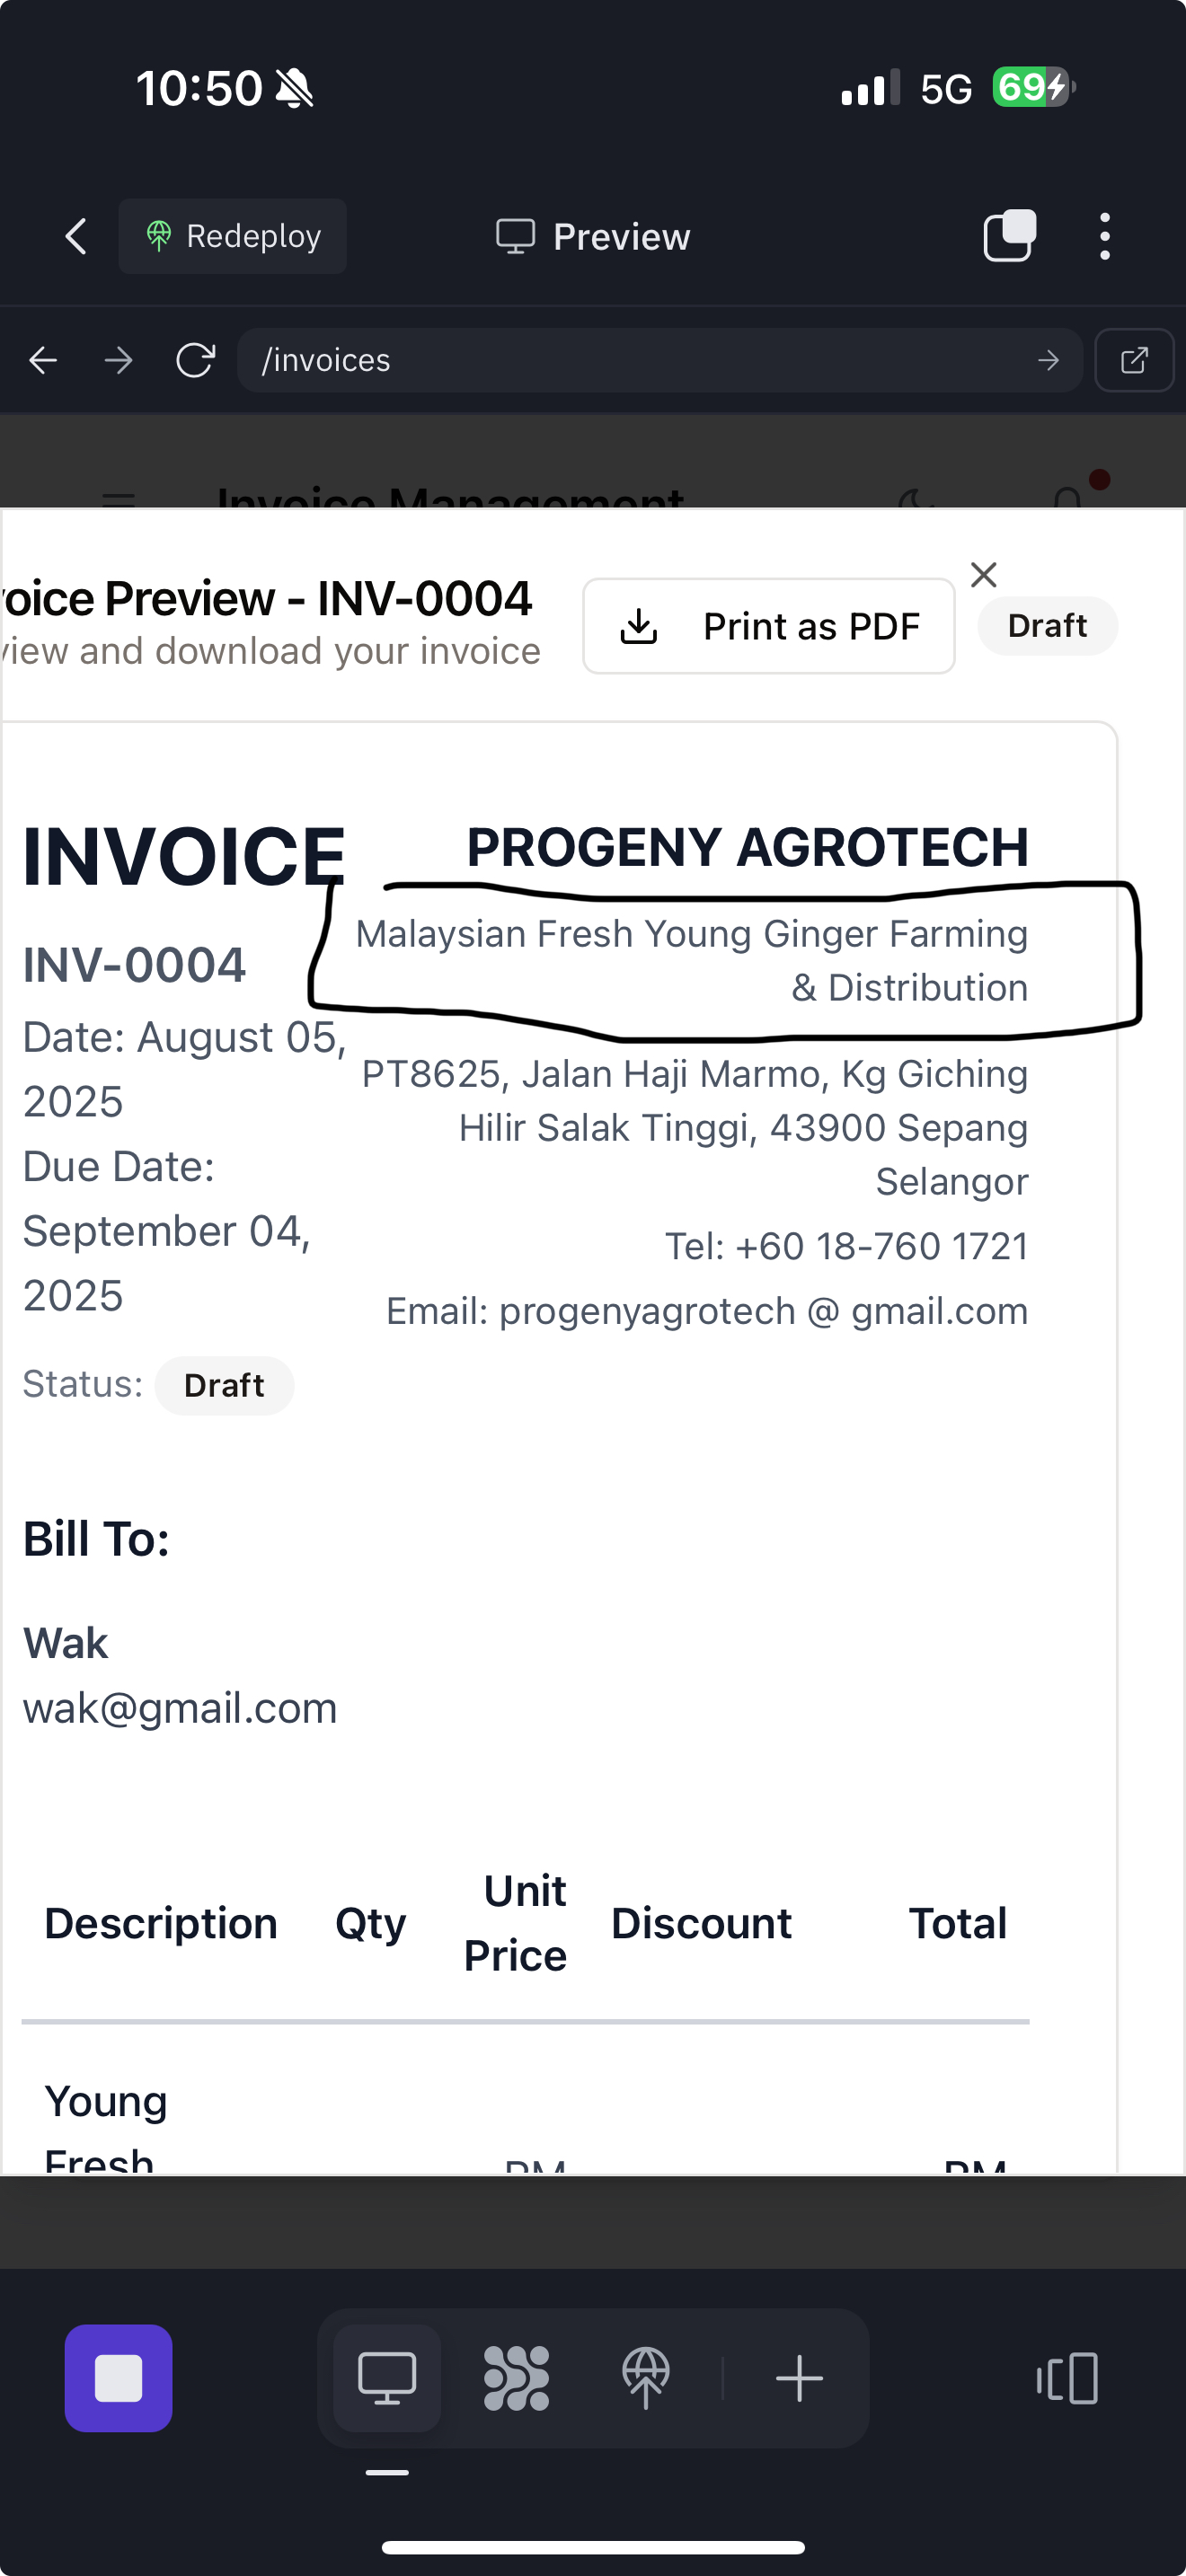 10:50
5G
69
Redeploy
Preview
/invoices
Invoice Management
voice Preview - INV-0004
view and download your invoice
Print as PDF
Draft
INVOICE
INV-0004
Date: August 05,
2025
Due Date:
September 04,
2025
Status: Draft
PROGENY AGROTECH
Malaysian Fresh Young Ginger Farming
& Distribution
PT8625, Jalan Haji Marmo, Kg Giching
Hilir Salak Tinggi, 43900 Sepang
Selangor
Tel: +60 18-760 1721
Email: progenyagrotech @ gmail.com
Bill To:
Wak
wak@gmail.com
Description Qty Unit Price Discount Total
Young
Fresh RM RM